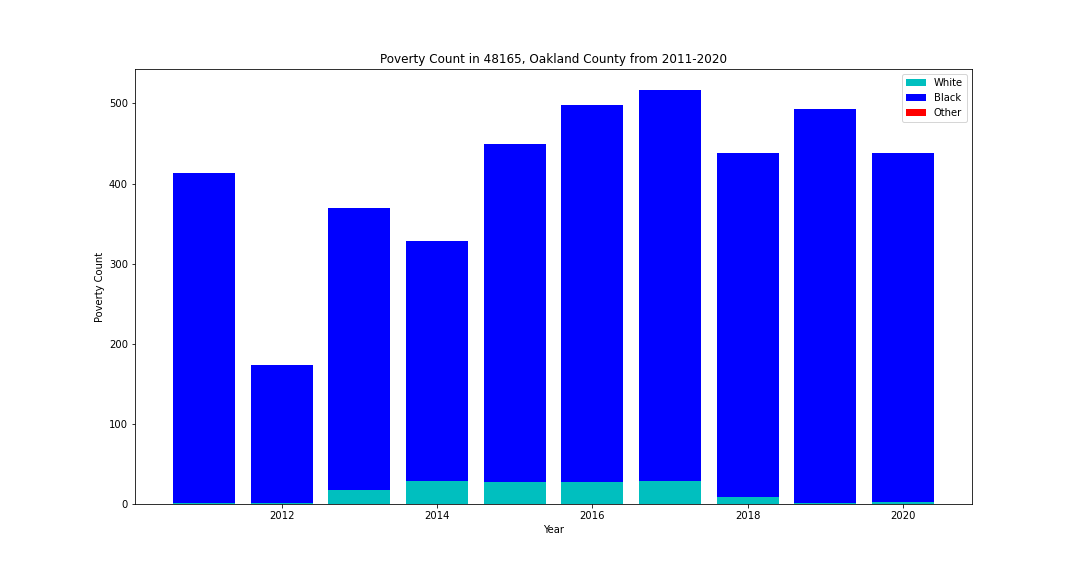 Poverty Count in 48165, Oakland County from 2011-2020
White
Black
Other
500
400
300
200
100
0
Poverty Count
2012 2014 2016 2018 2020
Year